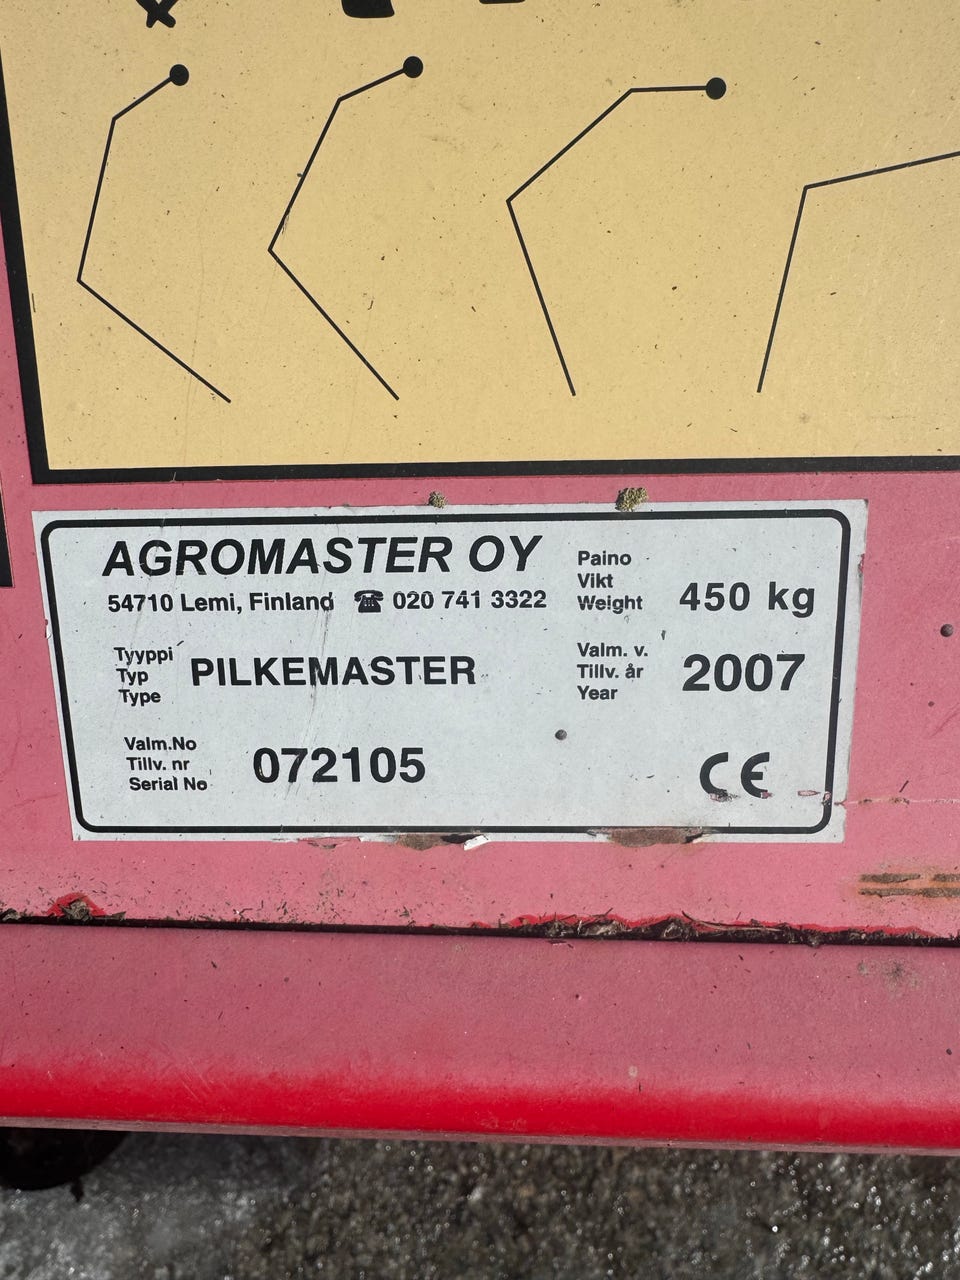 AGROMASTER OY
54710 Lemi, Finland ☎ 020 741 3322
Paino
Vikt
Weight
450 kg
Tyyppi
Typ
Type
PILKEMASTER
Valm. v.
Tillv. år
Year
2007
Valm.No
Tillv. nr
Serial No
072105
CE